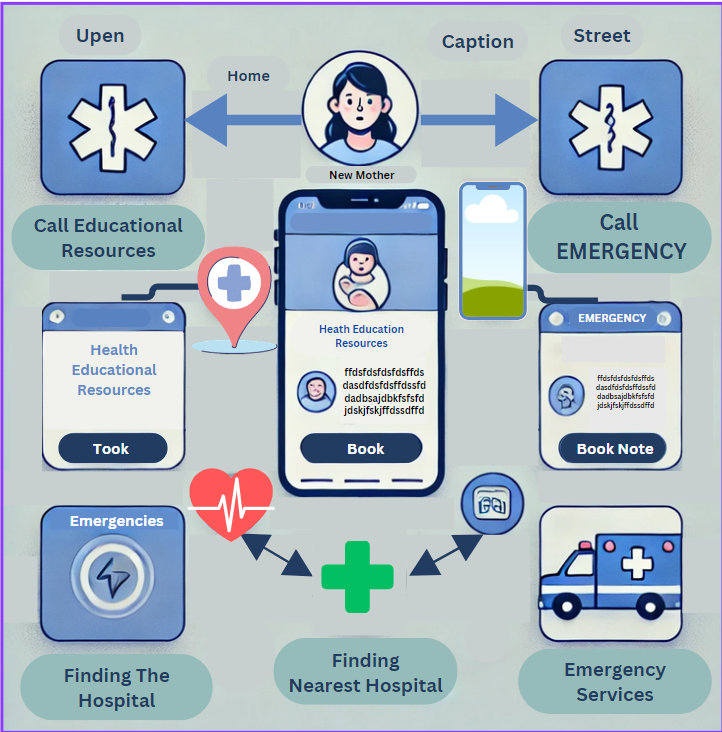 Upen
Caption
Street
Home
New Mother
Call Educational
Resources
Call
EMERGENCY
Health
Educational
Resources
Took
Heath Education
Resources
ffdsfdsfdsfdsffds
dasdfdsfdsffdssfd
dadbsajdbkfsfsfd
jdskjfskjffdssdffd
Book
EMERGENCY
ffdsfdsfdsfdsffds
dasdfdsfdsffdssfd
dadbsajdbkfsfsfd
jdskjfskjffdssdffd
Book Note
Emergencies
Finding The
Hospital
Finding
Nearest Hospital
Emergency
Services